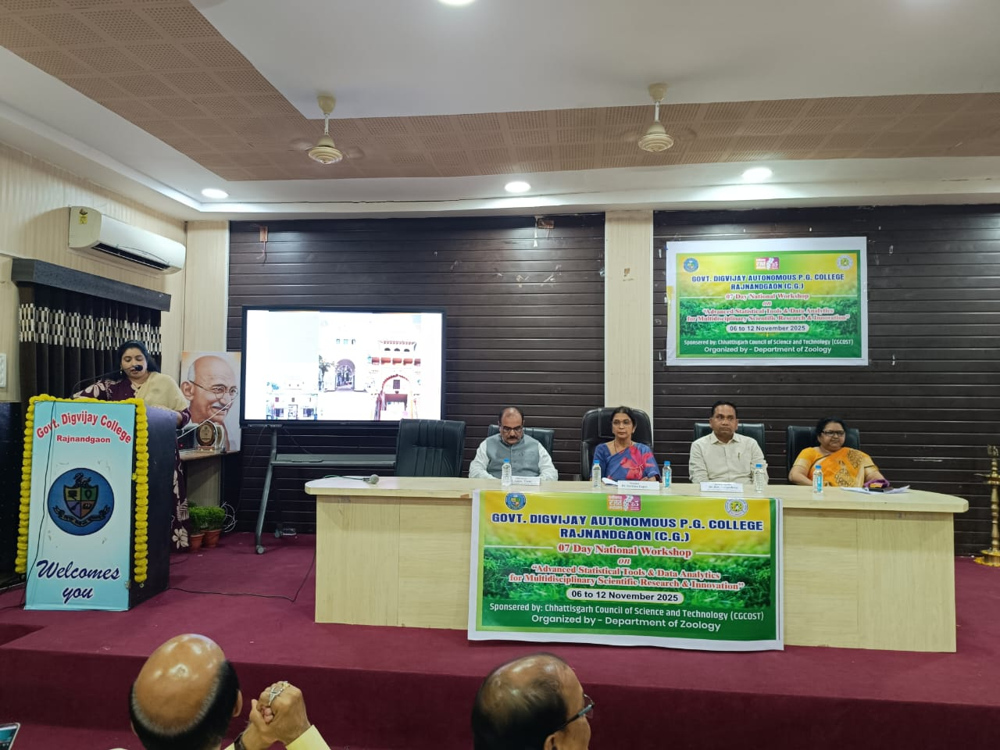 Govt. Digvijay College
Rajnandgaon
Welcomes
you
GOVT. DIGVIJAY AUTONOMOUS P.G. COLLEGE
RAJNANDGAON (C.G.)
07 Day National Workshop
on
"Advanced Statistical Tools & Data Analytics
for Multidisciplinary Scientific Research & Innovation"
06 to 12 November 2025
Sponsered by: Chhattisgarh Council of Science and Technology (CGCOST)
Organized by - Department of Zoology
25
GOVT. DIGVIJAY AUTONOMOUS P.G. COLLEGE
RAJNANDGAON (C.G.)
07 Day National Workshop
on
"Advanced Statistical Tools & Data Analytics
for Multidisciplinary Scientific Research & Innovation"
06 to 12 November 2025
Sponsered by: Chhattisgarh Council of Science and Technology (CGCOST)
Organized by - Department of Zoology